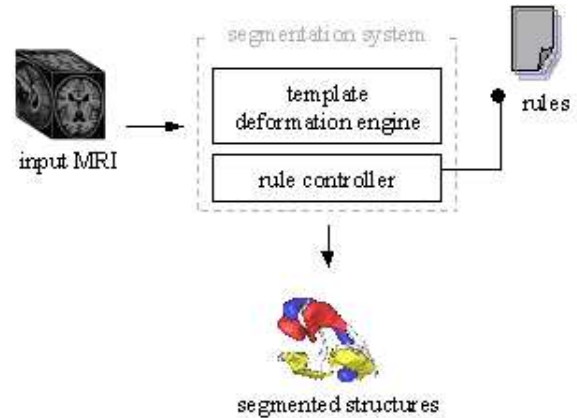 segmentation system
template
deformation engine
rules
input MRI
rule controller
segmented structures